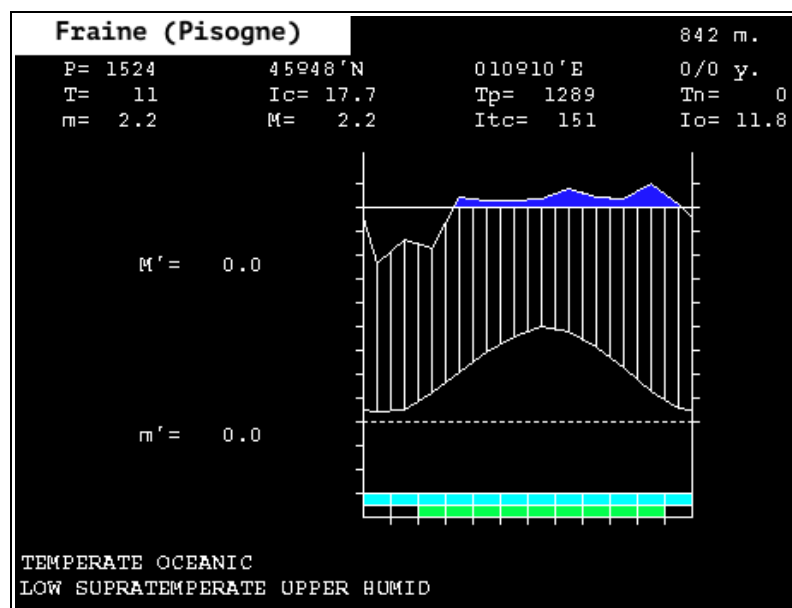 Fraine (Pisogne) 842 m.
P= 1524 45º48'N 010º10'E 0/0 y.
T= 11 Ic= 17.7 Tp= 1289 Tn= 0
m= 2.2 M= 2.2 Itc= 151 Io= 11.8
M'= 0.0
m'= 0.0
TEMPERATE OCEANIC
LOW SUPRATEMPERATE UPPER HUMID